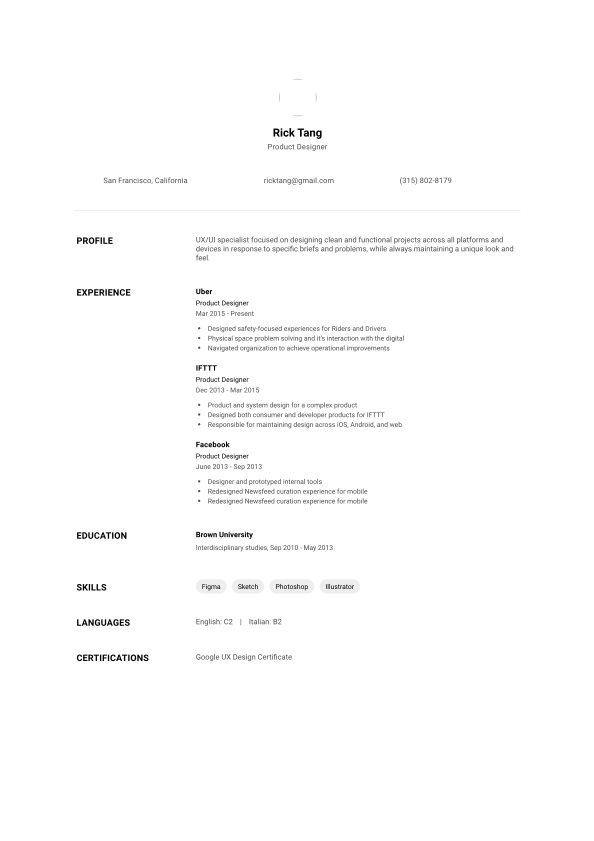 Rick Tang
Product Designer
San Francisco, California
ricktang@gmail.com
(315) 802-8179
PROFILE
UX/UI specialist focused on designing clean and functional projects across all platforms and
devices in response to specific briefs and problems, while always maintaining a unique look and
feel.
EXPERIENCE
Uber
Product Designer
Mar 2015 - Present
• Designed safety-focused experiences for Riders and Drivers
• Physical space problem solving and it's interaction with the digital
• Navigated organization to achieve operational improvements
IFTTT
Product Designer
Dec 2013 - Mar 2015
• Product and system design for a complex product
• Designed both consumer and developer products for IFTTT
• Responsible for maintaining design across iOS, Android, and web
Facebook
Product Designer
June 2013 - Sep 2013
• Designer and prototyped internal tools
• Redesigned Newsfeed curation experience for mobile
• Redesigned Newsfeed curation experience for mobile
EDUCATION
Brown University
Interdisciplinary studies, Sep 2010 - May 2013
SKILLS
Figma Sketch Photoshop Illustrator
LANGUAGES
English: C2 | Italian: B2
CERTIFICATIONS
Google UX Design Certificate